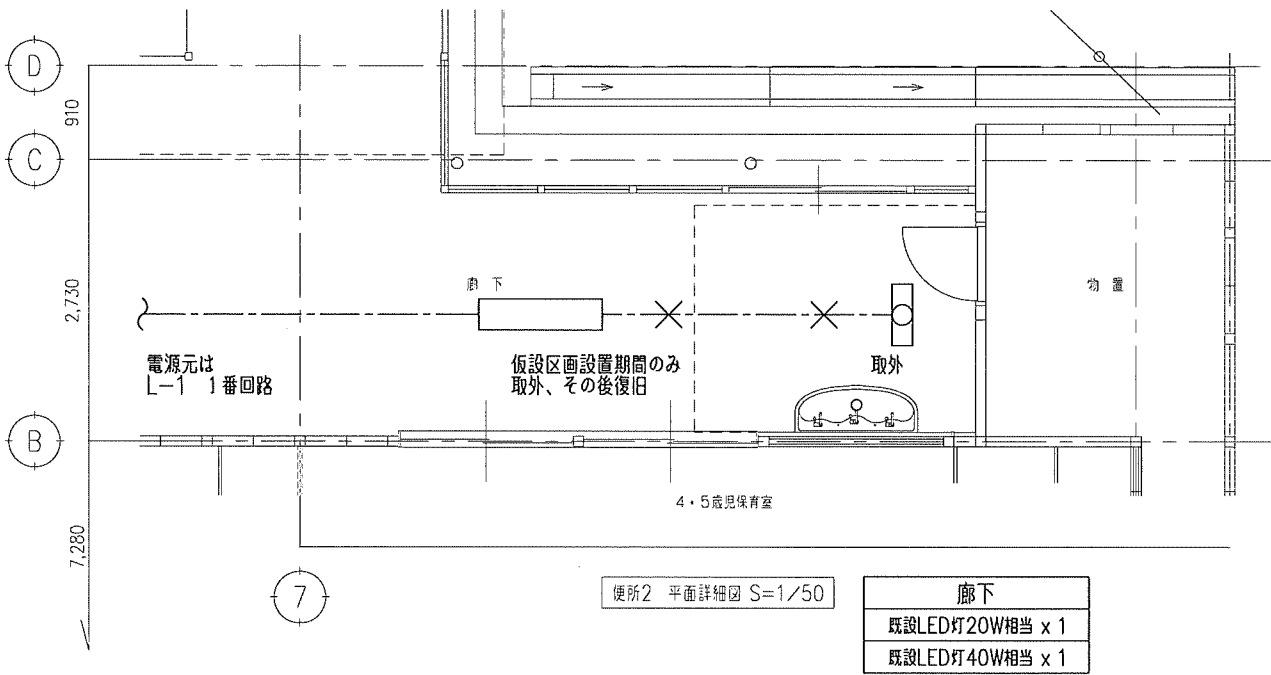 D
910
C
2,730
廊 下
物 置
電源元は
L-1 1番回路
仮設区画設置期間のみ
取外、その後復旧
取外
B
4・5歳児保育室
7,280
7
便所2 平面詳細図 S=1/50
廊下
既設LED灯20W相当 x 1
既設LED灯40W相当 x 1